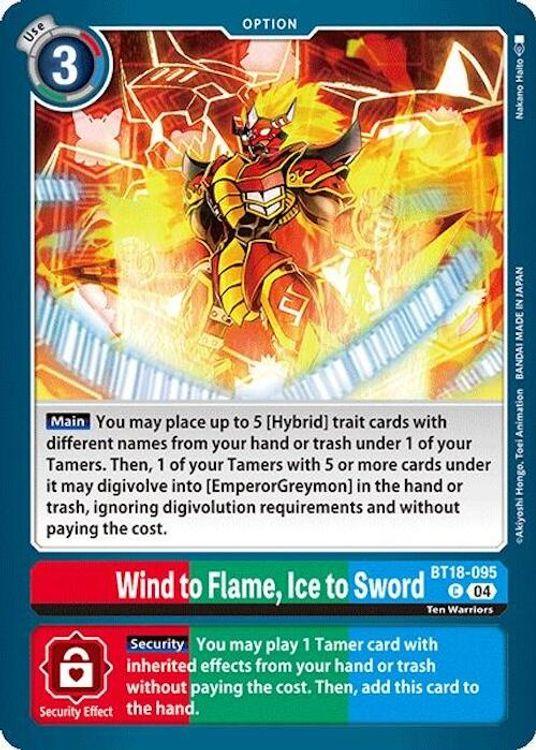 OPTION
Use
3
Nakano Haito
©Akiyoshi Hongo, Toei Animation BANDAI MADE IN JAPAN
Main You may place up to 5 [Hybrid] trait cards with
different names from your hand or trash under 1 of your
Tamers. Then, 1 of your Tamers with 5 or more cards under
it may digivolve into [EmperorGreymon] in the hand or
trash, ignoring digivolution requirements and without
paying the cost.
BT18-095
Wind to Flame, Ice to Sword
C 04
Ten Warriors
Security You may play 1 Tamer card with
inherited effects from your hand or trash
without paying the cost. Then, add this card to
the hand.
Security Effect